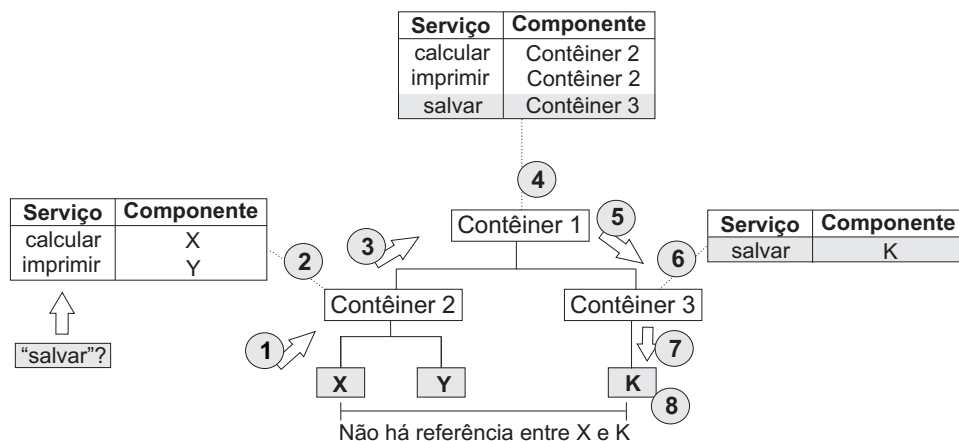 Serviço Componente
calcular Contêiner 2
imprimir Contêiner 2
salvar Contêiner 3
4
Contêiner 1
5
3
Serviço Componente
calcular X
imprimir Y
2
6
Serviço Componente
salvar K
Contêiner 2
Contêiner 3
"salvar"?
1
7
X
Y
K
8
Não há referência entre X e K